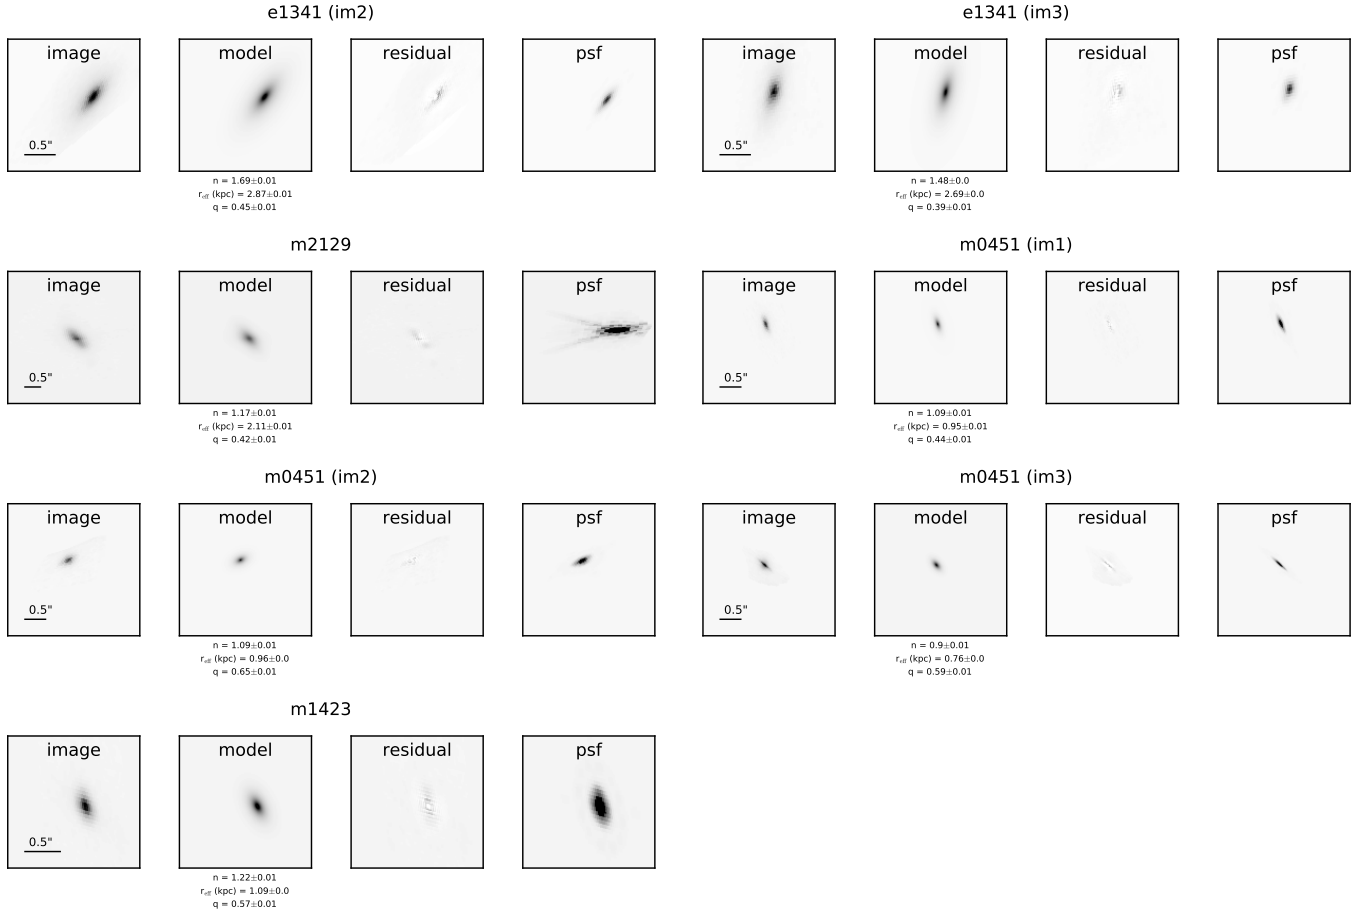 e1341 (im2)
image
model
residual
psf
0.5"
n = 1.69±0.01
r_eff (kpc) = 2.87±0.01
q = 0.45±0.01
e1341 (im3)
image
model
residual
psf
0.5"
n = 1.48±0.0
r_eff (kpc) = 2.69±0.0
q = 0.39±0.01
m2129
image
model
residual
psf
0.5"
n = 1.17±0.01
r_eff (kpc) = 2.11±0.01
q = 0.42±0.01
m0451 (im1)
image
model
residual
psf
0.5"
n = 1.09±0.01
r_eff (kpc) = 0.95±0.01
q = 0.44±0.01
m0451 (im2)
image
model
residual
psf
0.5"
n = 1.09±0.01
r_eff (kpc) = 0.96±0.0
q = 0.65±0.01
m0451 (im3)
image
model
residual
psf
0.5"
n = 0.9±0.01
r_eff (kpc) = 0.76±0.0
q = 0.59±0.01
m1423
image
model
residual
psf
0.5"
n = 1.22±0.01
r_eff (kpc) = 1.09±0.0
q = 0.57±0.01